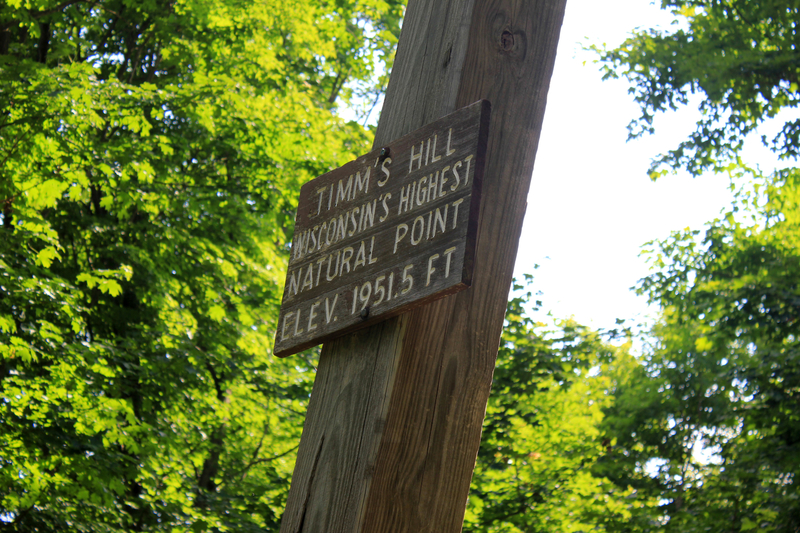 TIMM'S HILL
WISCONSIN'S HIGHEST
NATURAL POINT
ELEV. 1951.5 FT